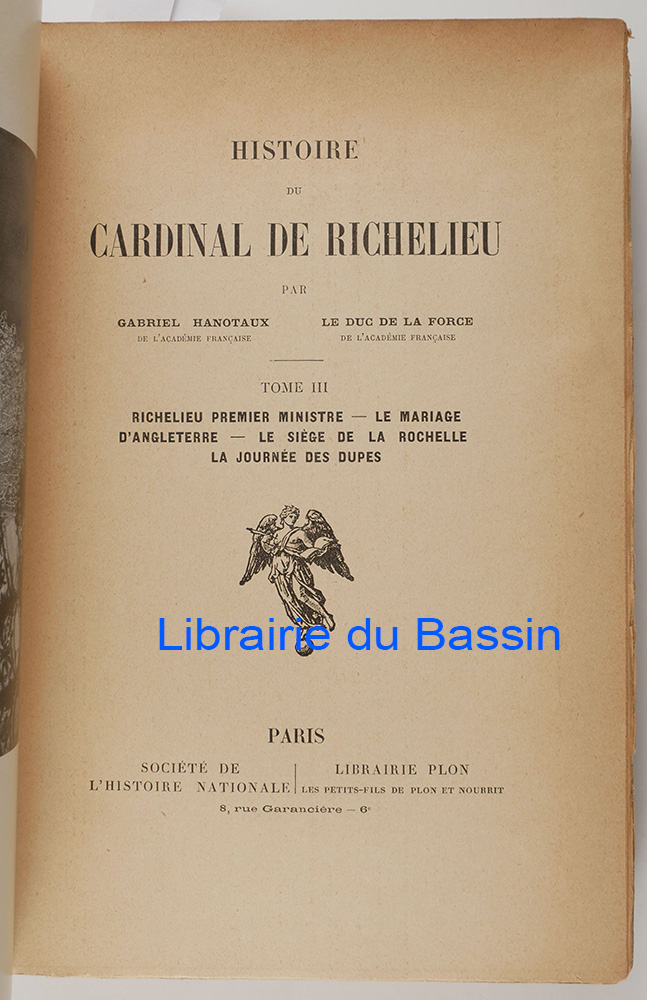 HISTOIRE
DU
CARDINAL DE RICHELIEU
PAR
GABRIEL HANOTAUX
DE L'ACADÉMIE FRANÇAISE
LE DUC DE LA FORCE
DE L'ACADÉMIE FRANÇAISE
TOME III
RICHELIEU PREMIER MINISTRE — LE MARIAGE
D'ANGLETERRE — LE SIÈGE DE LA ROCHELLE
LA JOURNÉE DES DUPES
Librairie du Bassin
PARIS
SOCIÉTÉ DE
L'HISTOIRE NATIONALE
LIBRAIRIE PLON
LES PETITS-FILS DE PLON ET NOURRIT
8, rue Garancière — 6e